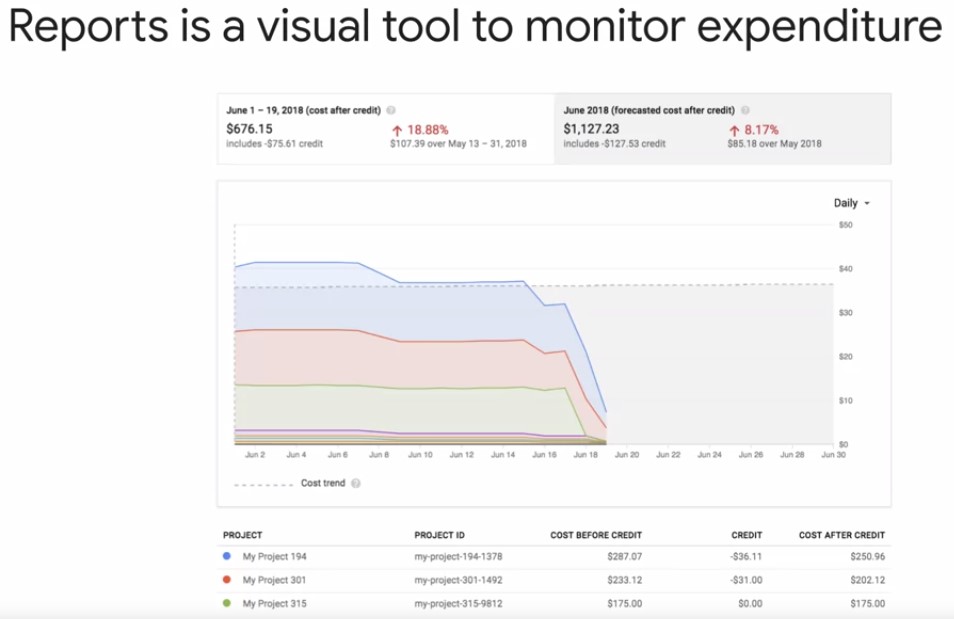 Reports is a visual tool to monitor expenditure
June 1 – 19, 2018 (cost after credit)
$676.15
↑ 18.88%
includes -$75.61 credit
$107.39 over May 13 – 31, 2018
June 2018 (forecasted cost after credit)
$1,127.23
↑ 8.17%
includes -$127.53 credit
$85.18 over May 2018
Daily
$50
$40
$30
$20
$10
$0
Jun 2 Jun 4 Jun 6 Jun 8 Jun 10 Jun 12 Jun 14 Jun 16 Jun 18 Jun 20 Jun 22 Jun 24 Jun 26 Jun 28 Jun 30
Cost trend
PROJECT PROJECT ID COST BEFORE CREDIT CREDIT COST AFTER CREDIT
My Project 194 my-project-194-1378 $287.07 -$36.11 $250.96
My Project 301 my-project-301-1492 $233.12 -$31.00 $202.12
My Project 315 my-project-315-9812 $175.00 $0.00 $175.00